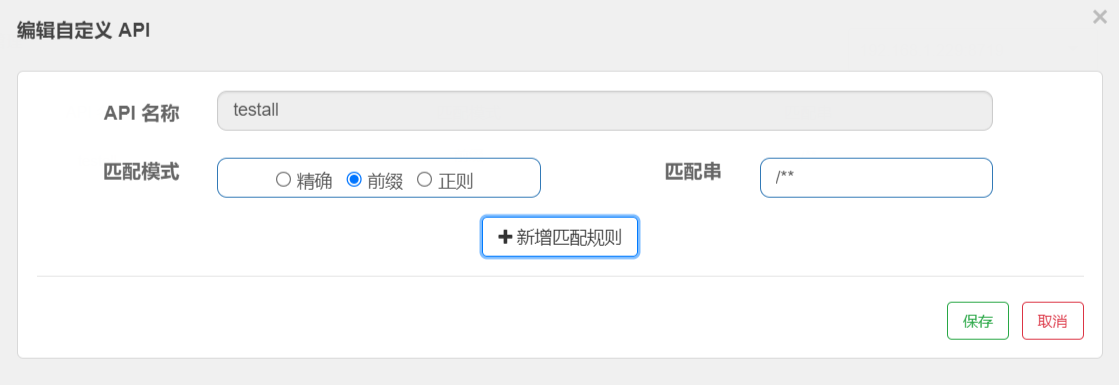 编辑自定义 API
×
API 名称 testall
匹配模式 精确 前缀 正则 匹配串 /**
+ 新增匹配规则
保存 取消